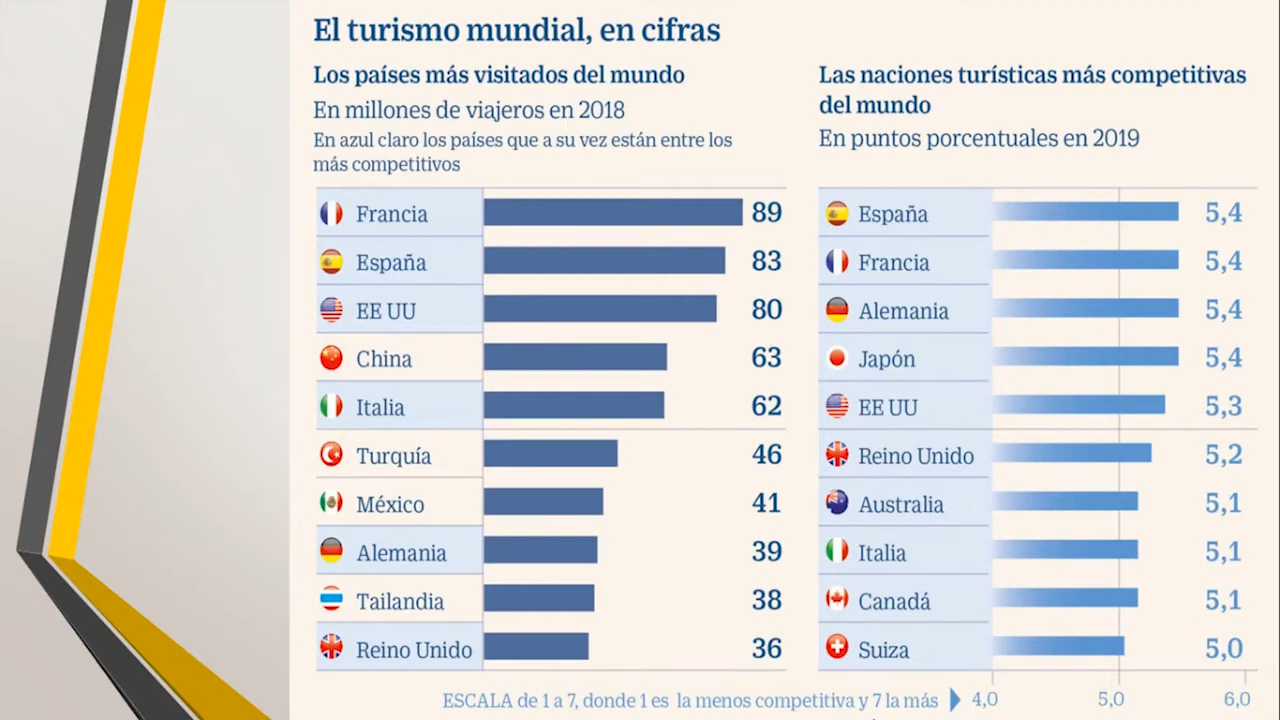 El turismo mundial, en cifras
Los países más visitados del mundo
En millones de viajeros en 2018
En azul claro los países que a su vez están entre los
más competitivos
Francia 89
España 83
EE UU 80
China 63
Italia 62
Turquía 46
México 41
Alemania 39
Tailandia 38
Reino Unido 36
Las naciones turísticas más competitivas
del mundo
En puntos porcentuales en 2019
España 5,4
Francia 5,4
Alemania 5,4
Japón 5,4
EE UU 5,3
Reino Unido 5,2
Australia 5,1
Italia 5,1
Canadá 5,1
Suiza 5,0
ESCALA de 1 a 7, donde 1 es la menos competitiva y 7 la más 4,0 5,0 6,0